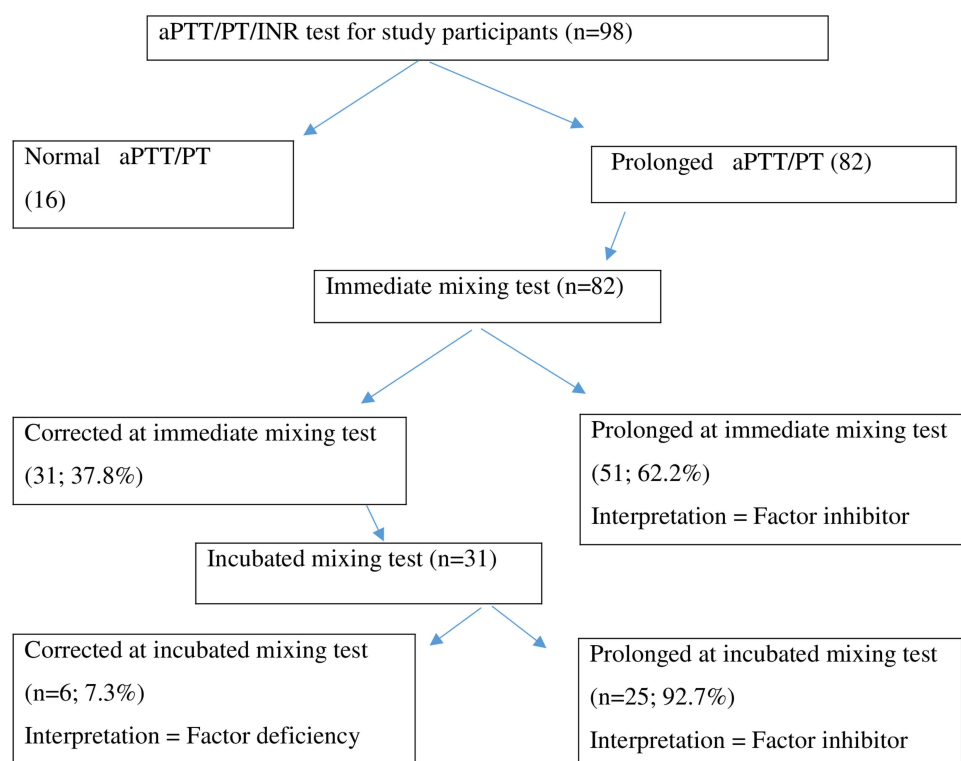 aPTT/PT/INR test for study participants (n=98)
Normal aPTT/PT
(16)
Prolonged aPTT/PT (82)
Immediate mixing test (n=82)
Corrected at immediate mixing test
(31; 37.8%)
Prolonged at immediate mixing test
(51; 62.2%)
Interpretation = Factor inhibitor
Incubated mixing test (n=31)
Corrected at incubated mixing test
(n=6; 7.3%)
Interpretation = Factor deficiency
Prolonged at incubated mixing test
(n=25; 92.7%)
Interpretation = Factor inhibitor